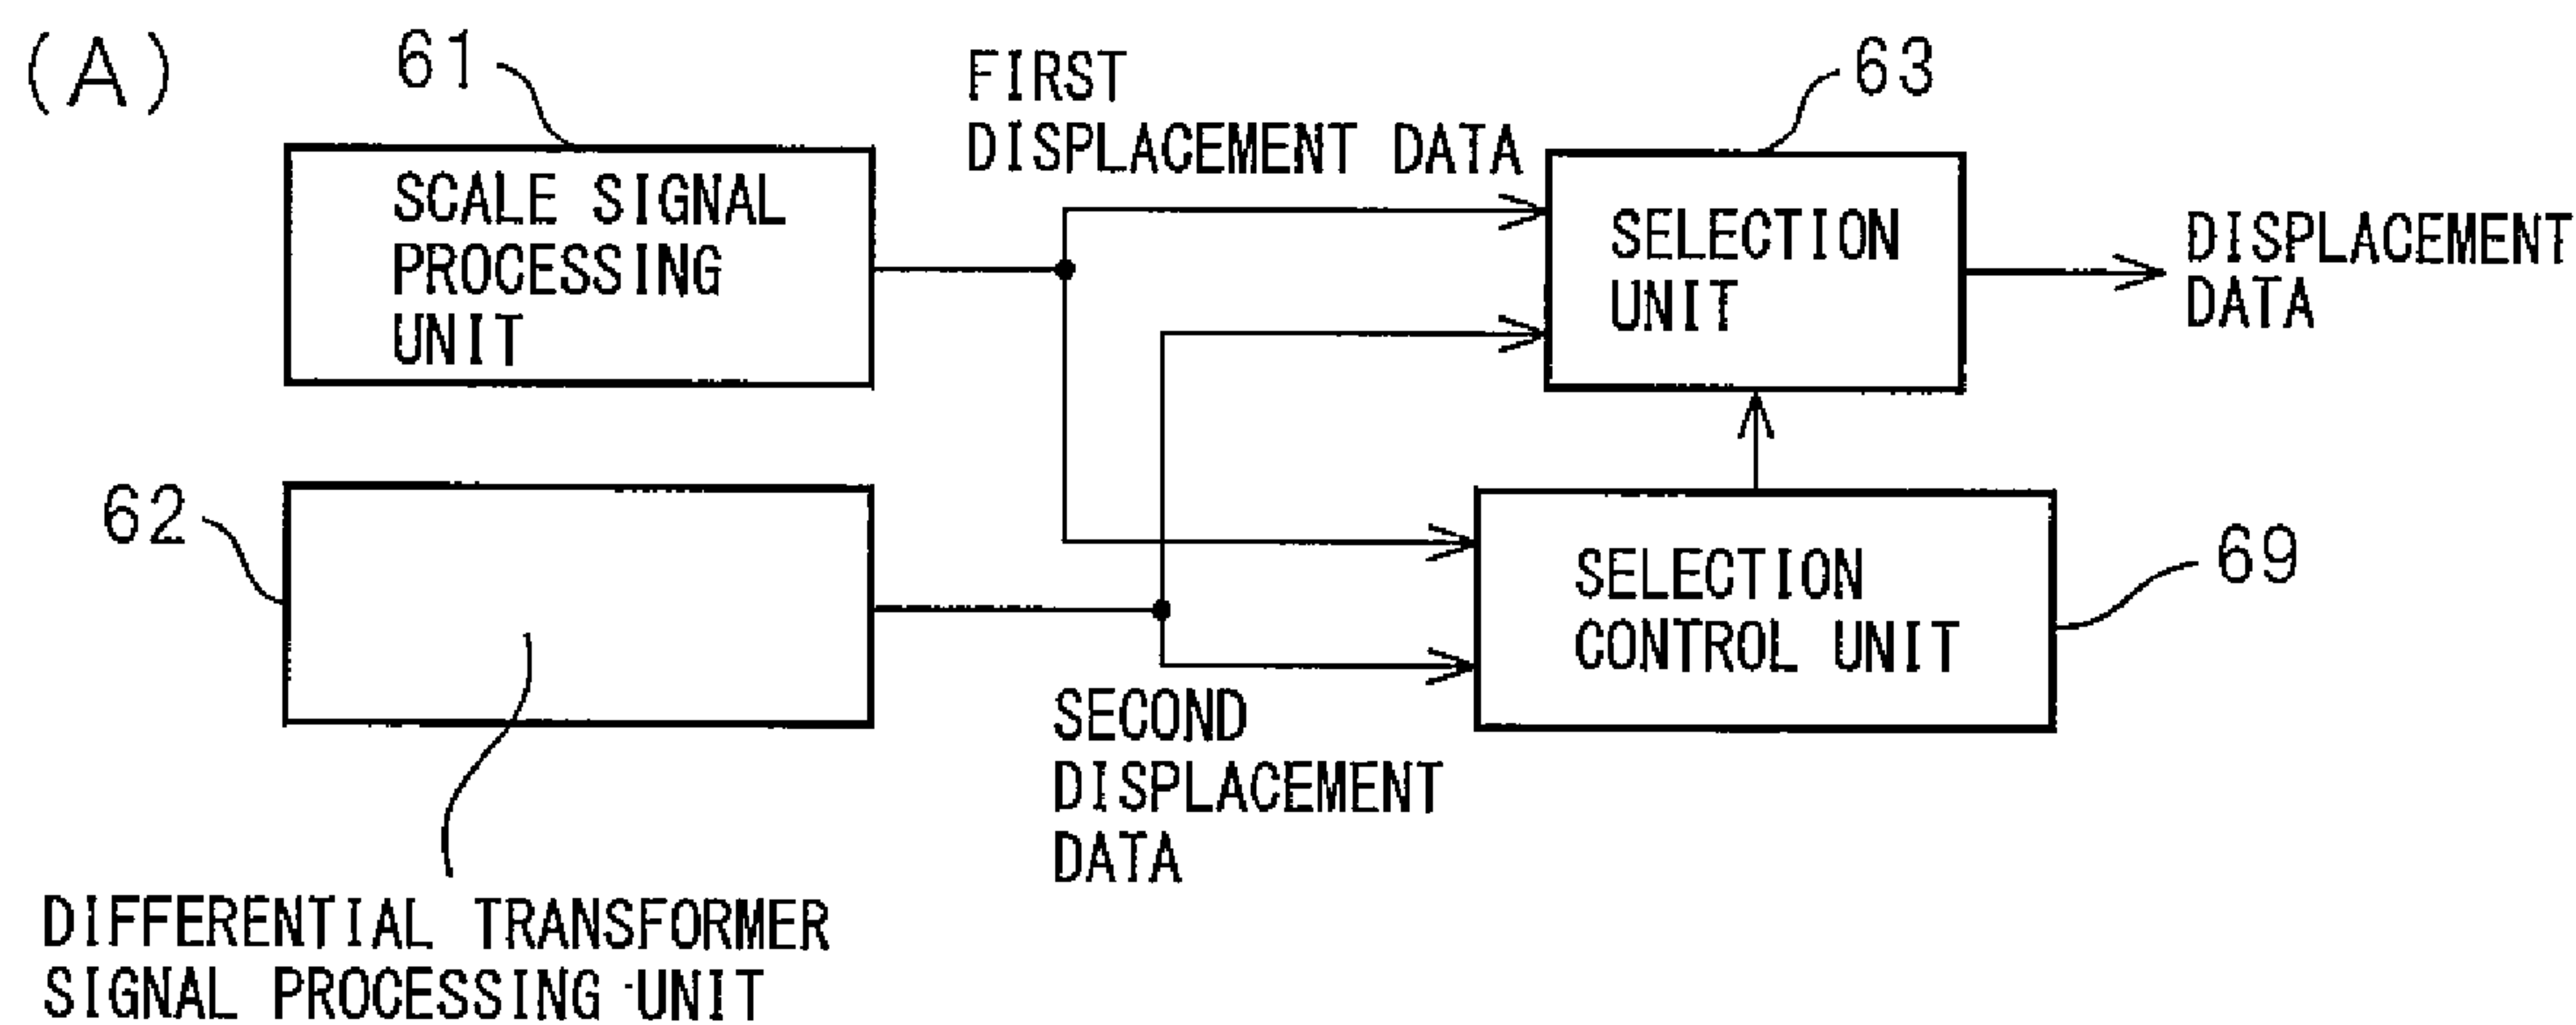 (A)
61
FIRST
DISPLACEMENT DATA
63
SCALE SIGNAL
PROCESSING
UNIT
SELECTION
UNIT
DISPLACEMENT
DATA
62
SELECTION
CONTROL UNIT
69
SECOND
DISPLACEMENT
DATA
DIFFERENTIAL TRANSFORMER
SIGNAL PROCESSING UNIT